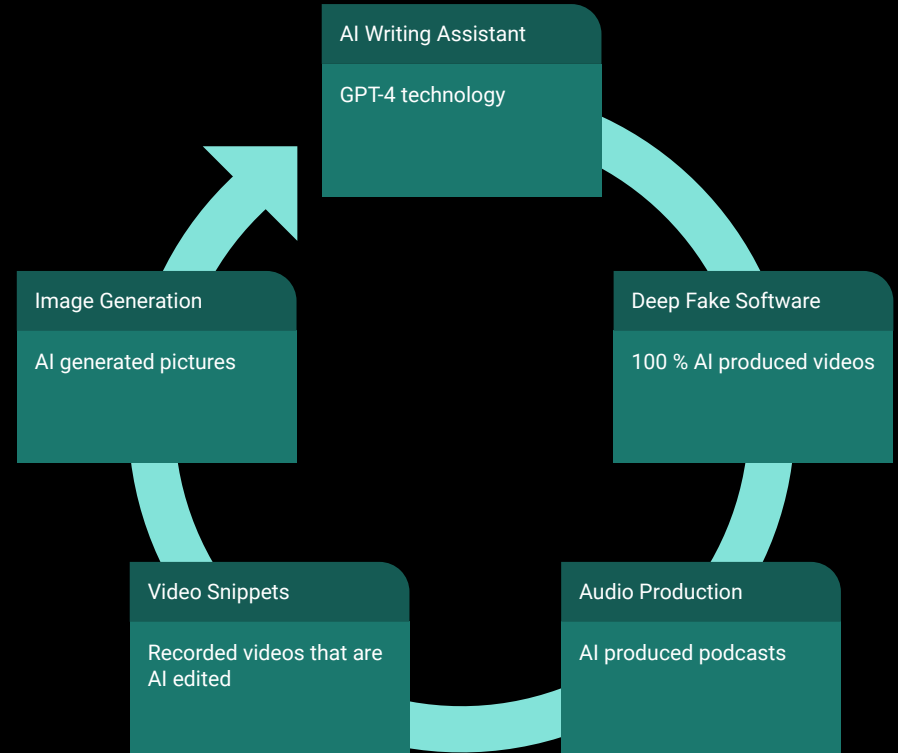 AI Writing Assistant
GPT-4 technology
Deep Fake Software
100 % AI produced videos
Audio Production
AI produced podcasts
Video Snippets
Recorded videos that are
AI edited
Image Generation
AI generated pictures